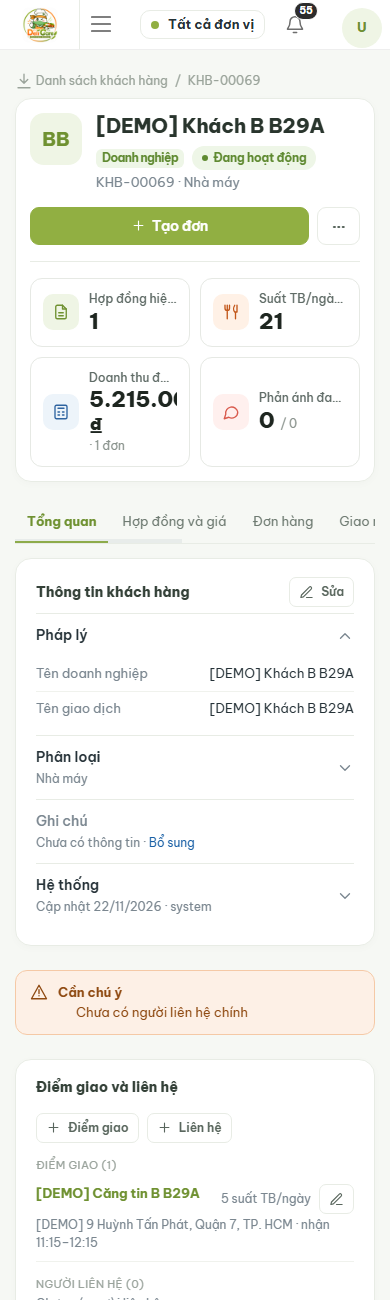 Tất cả đơn vị
55
U
Danh sách khách hàng / KHB-00069
BB
[DEMO] Khách B B29A
Doanh nghiệp
Đang hoạt động
KHB-00069 · Nhà máy
+ Tạo đơn
...
Hợp đồng hiệ...
1
Suất TB/ngà...
21
Doanh thu đ...
5.215.0
đ
· 1 đơn
Phản ánh đa...
0 / 0
Tổng quan
Hợp đồng và giá
Đơn hàng
Giao
Thông tin khách hàng
Sửa
Pháp lý
Tên doanh nghiệp
[DEMO] Khách B B29A
Tên giao dịch
[DEMO] Khách B B29A
Phân loại
Nhà máy
Ghi chú
Chưa có thông tin · Bổ sung
Hệ thống
Cập nhật 22/11/2026 · system
Cần chú ý
Chưa có người liên hệ chính
Điểm giao và liên hệ
+ Điểm giao
+ Liên hệ
ĐIỂM GIAO (1)
[DEMO] Căng tin B B29A
5 suất TB/ngày
[DEMO] 9 Huỳnh Tấn Phát, Quận 7, TP. HCM · nhận
11:15–12:15
NGƯỜI LIÊN HỆ (0)